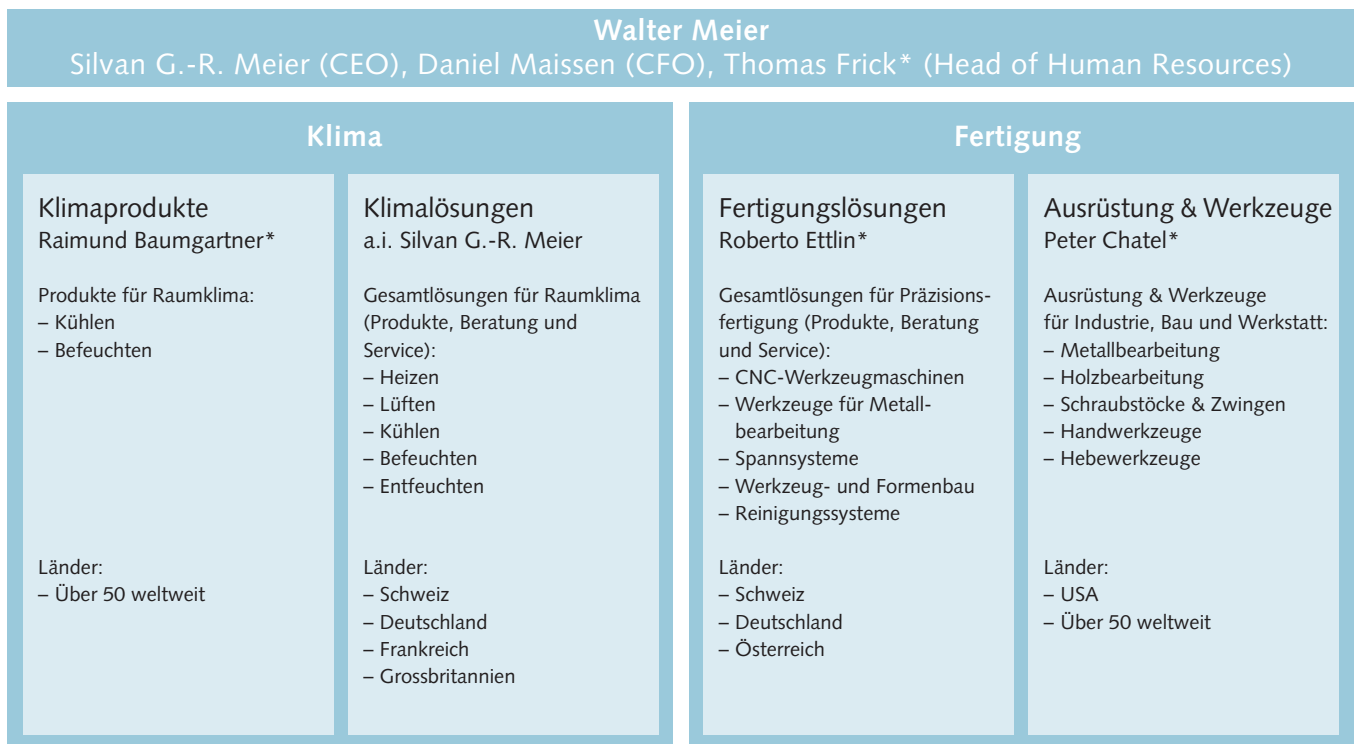 Walter Meier
Silvan G.-R. Meier (CEO), Daniel Maissen (CFO), Thomas Frick* (Head of Human Resources)
Klima
Klimaprodukte
Raimund Baumgartner*
Produkte für Raumklima:
– Kühlen
– Befeuchten
Länder:
– Über 50 weltweit
Klimalösungen
a.i. Silvan G.-R. Meier
Gesamtlösungen für Raumklima
(Produkte, Beratung und
Service):
– Heizen
– Lüften
– Kühlen
– Befeuchten
– Entfeuchten
Länder:
– Schweiz
– Deutschland
– Frankreich
– Grossbritannien
Fertigung
Fertigungslösungen
Roberto Ettlin*
Gesamtlösungen für Präzisions-
fertigung (Produkte, Beratung
und Service):
– CNC-Werkzeugmaschinen
– Werkzeuge für Metall-
bearbeitung
– Spannsysteme
– Werkzeug- und Formenbau
– Reinigungssysteme
Länder:
– Schweiz
– Deutschland
– Österreich
Ausrüstung & Werkzeuge
Peter Chatel*
Ausrüstung & Werkzeuge
für Industrie, Bau und Werkstatt:
– Metallbearbeitung
– Holzbearbeitung
– Schraubstöcke & Zwingen
– Handwerkzeuge
– Hebewerkzeuge
Länder:
– USA
– Über 50 weltweit